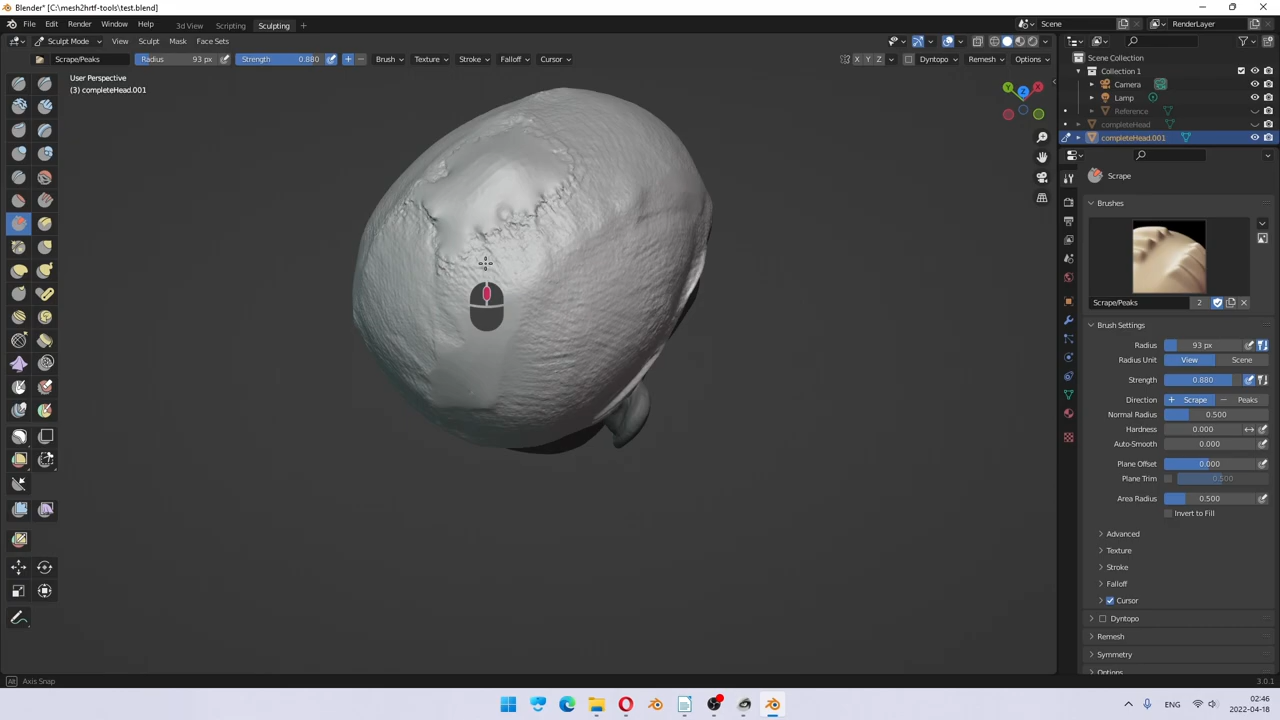 Blender* [C:\mesh2hrtf-tools\test.blend]
File Edit Render Window Help 3D View Scripting Sculpting + Scene RenderLayer
Sculpt Mode View Sculpt Mask Face Sets
Scrape/Peaks Radius 93 px Strength 0.880 Brush Texture Stroke Falloff Cursor X Y Z Dyntopo Remesh Options
User Perspective
(3) completeHead.001
Scene Collection
Collection 1
Camera
Lamp
Reference
completeHead
completeHead.001
Scrape
Brushes
Scrape/Peaks 2
Brush Settings
Radius 93 px
Radius Unit View Scene
Strength 0.880
Direction + Scrape − Peaks
Normal Radius 0.500
Hardness 0.000
Auto-Smooth 0.000
Plane Offset 0.000
Plane Trim 0.500
Area Radius 0.500
Invert to Fill
Advanced
Texture
Stroke
Falloff
Cursor
Dyntopo
Remesh
Symmetry
Options
Alt Axis Snap 3.0.1
ENG 02:46
2022-04-18